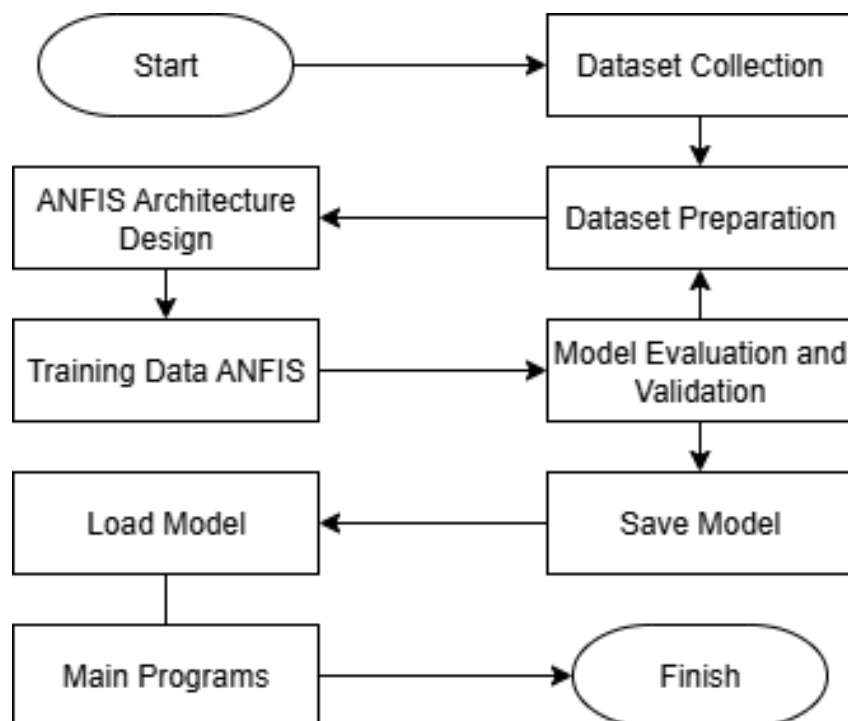 Start
Dataset Collection
ANFIS Architecture
Design
Dataset Preparation
Training Data ANFIS
Model Evaluation and
Validation
Load Model
Save Model
Main Programs
Finish